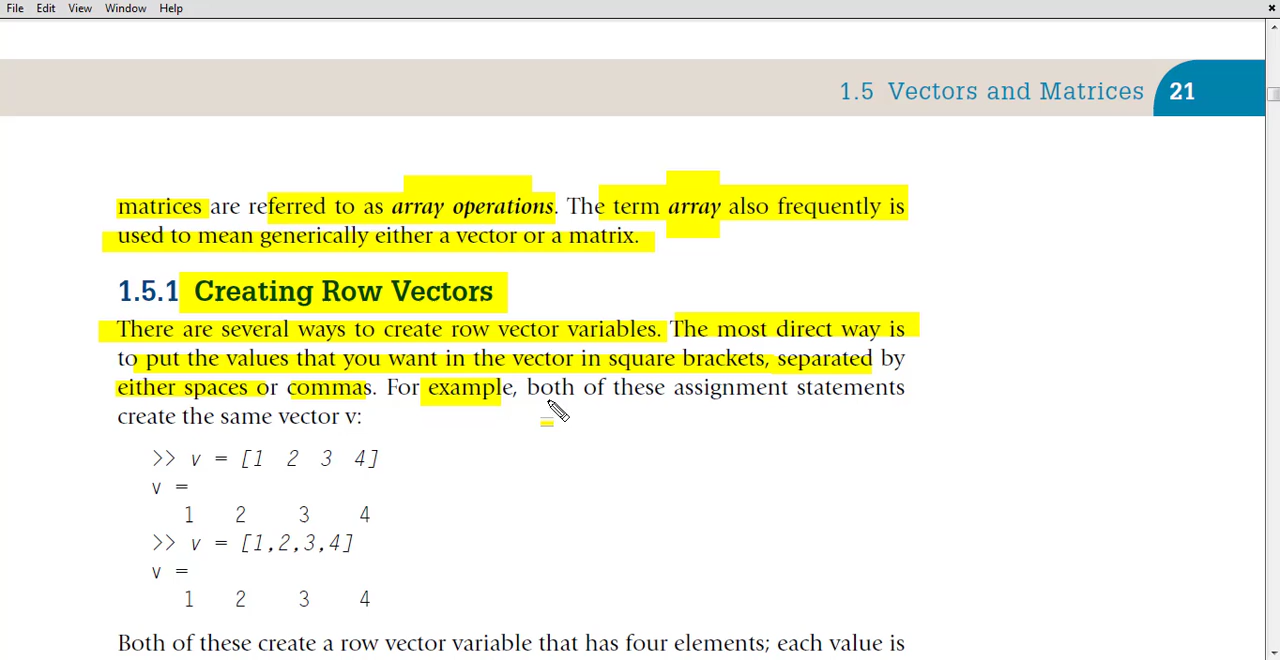 File Edit View Window Help
1.5 Vectors and Matrices 21
matrices are referred to as array operations. The term array also frequently is
used to mean generically either a vector or a matrix.
1.5.1 Creating Row Vectors
There are several ways to create row vector variables. The most direct way is
to put the values that you want in the vector in square brackets, separated by
either spaces or commas. For example, both of these assignment statements
create the same vector v:
>> v = [1 2 3 4]
v =
1 2 3 4
>> v = [1,2,3,4]
v =
1 2 3 4
Both of these create a row vector variable that has four elements; each value is